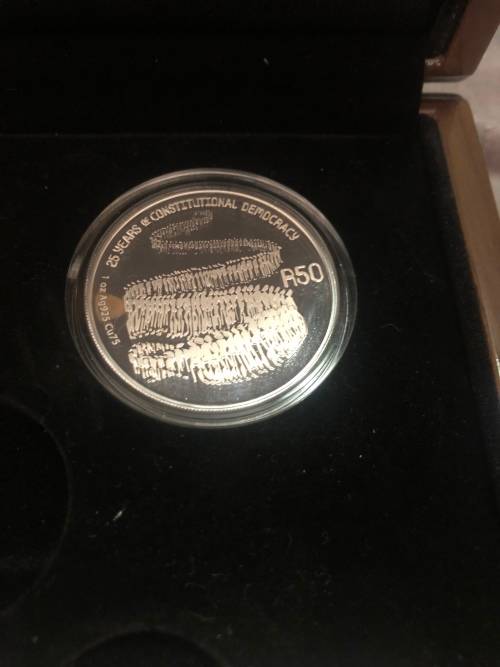 25 YEARS OF CONSTITUTIONAL DEMOCRACY
R50
1 oz Ag925 Cu75